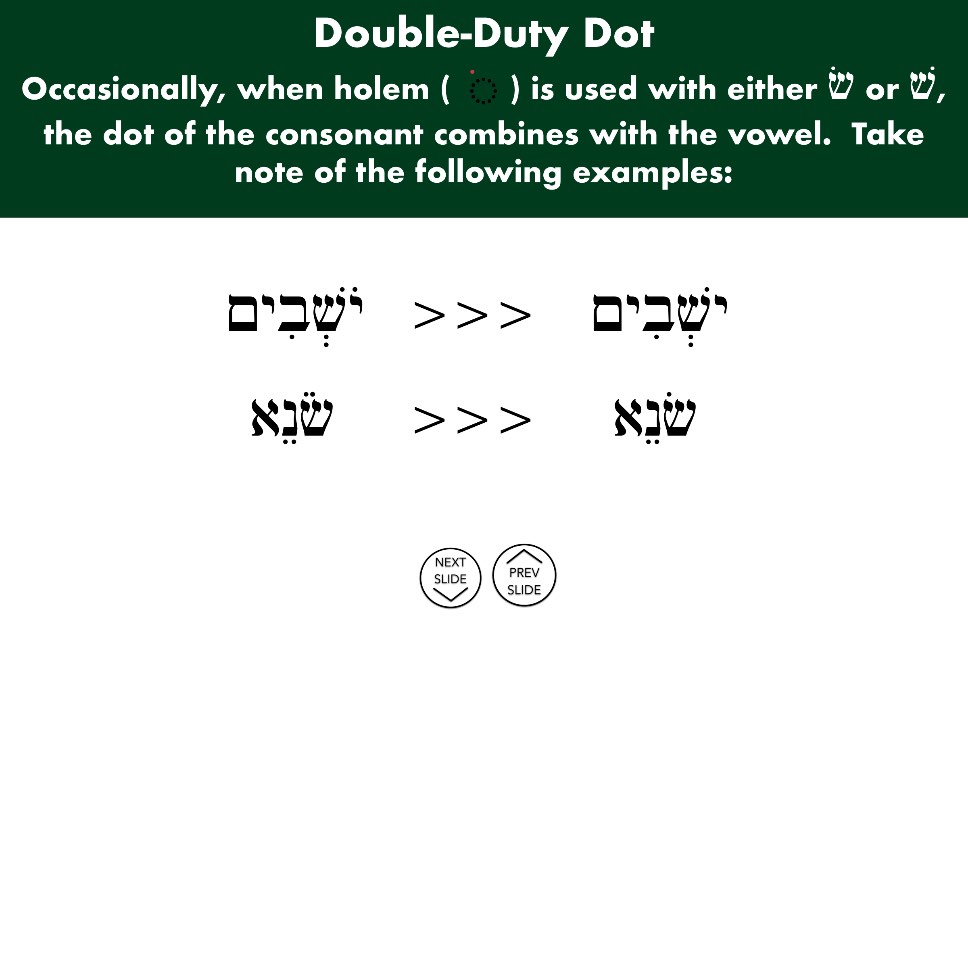 Double-Duty Dot
Occasionally, when holem ( ◌ֹ ) is used with either שׂ or שׁ,
the dot of the consonant combines with the vowel. Take
note of the following examples:
יֹשְׁבִים >>> ישְׁבִים
שֹׂנֵא >>> שׂנֵא
NEXT
SLIDE
PREV
SLIDE